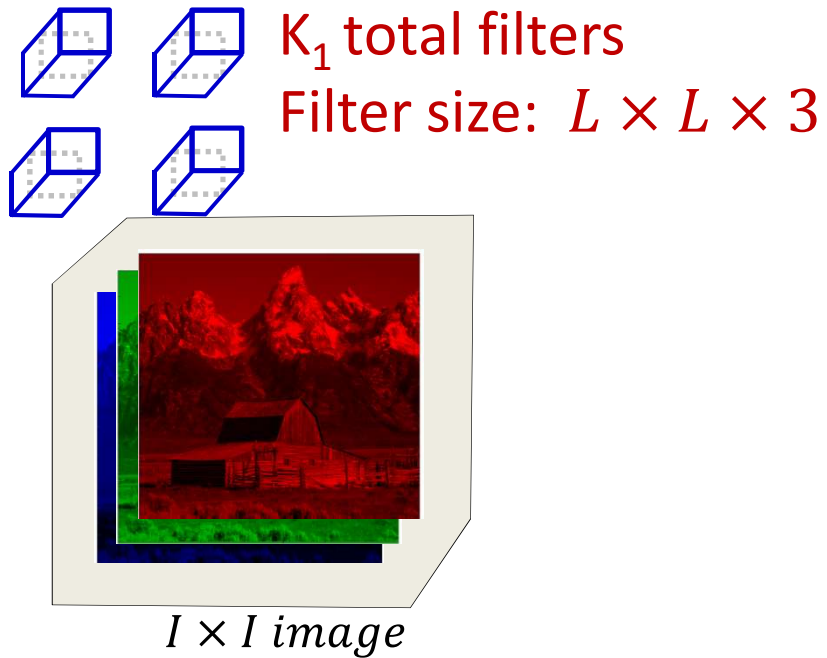 K₁ total filters
Filter size: L × L × 3
I × I image